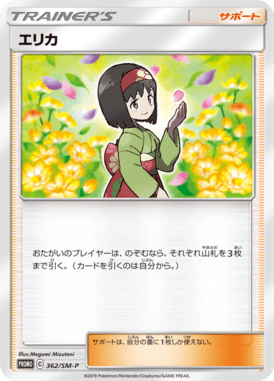 TRAINER'S
サポート
エリカ
おたがいのプレイヤーは、のぞむなら、それぞれ山札を3枚
まで引く。（カードを引くのは自分から。）
Illus. Megumi Mizutani
PROMO C 362/SM-P
サポートは、自分の番に1枚しか使えない。
©2019 Pokémon/Nintendo/Creatures/GAME FREAK.